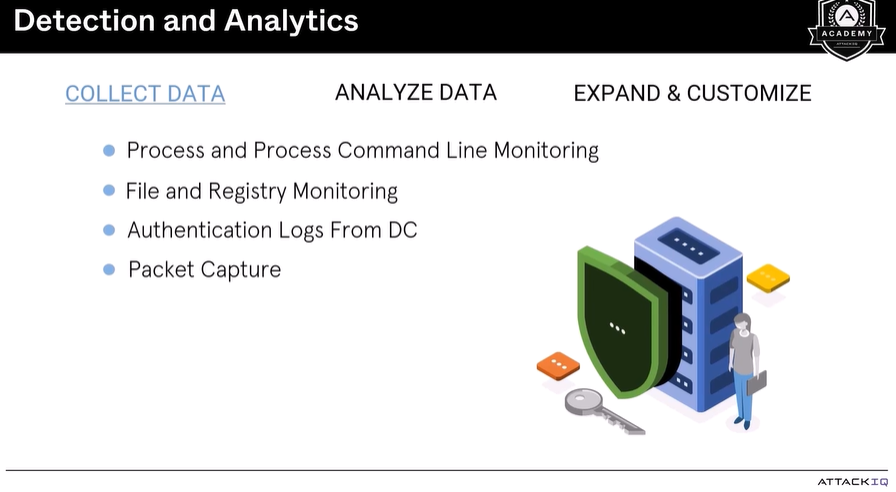 Detection and Analytics
ACADEMY
COLLECT DATA
ANALYZE DATA
EXPAND & CUSTOMIZE
Process and Process Command Line Monitoring
File and Registry Monitoring
Authentication Logs From DC
Packet Capture
ATTACKIQ